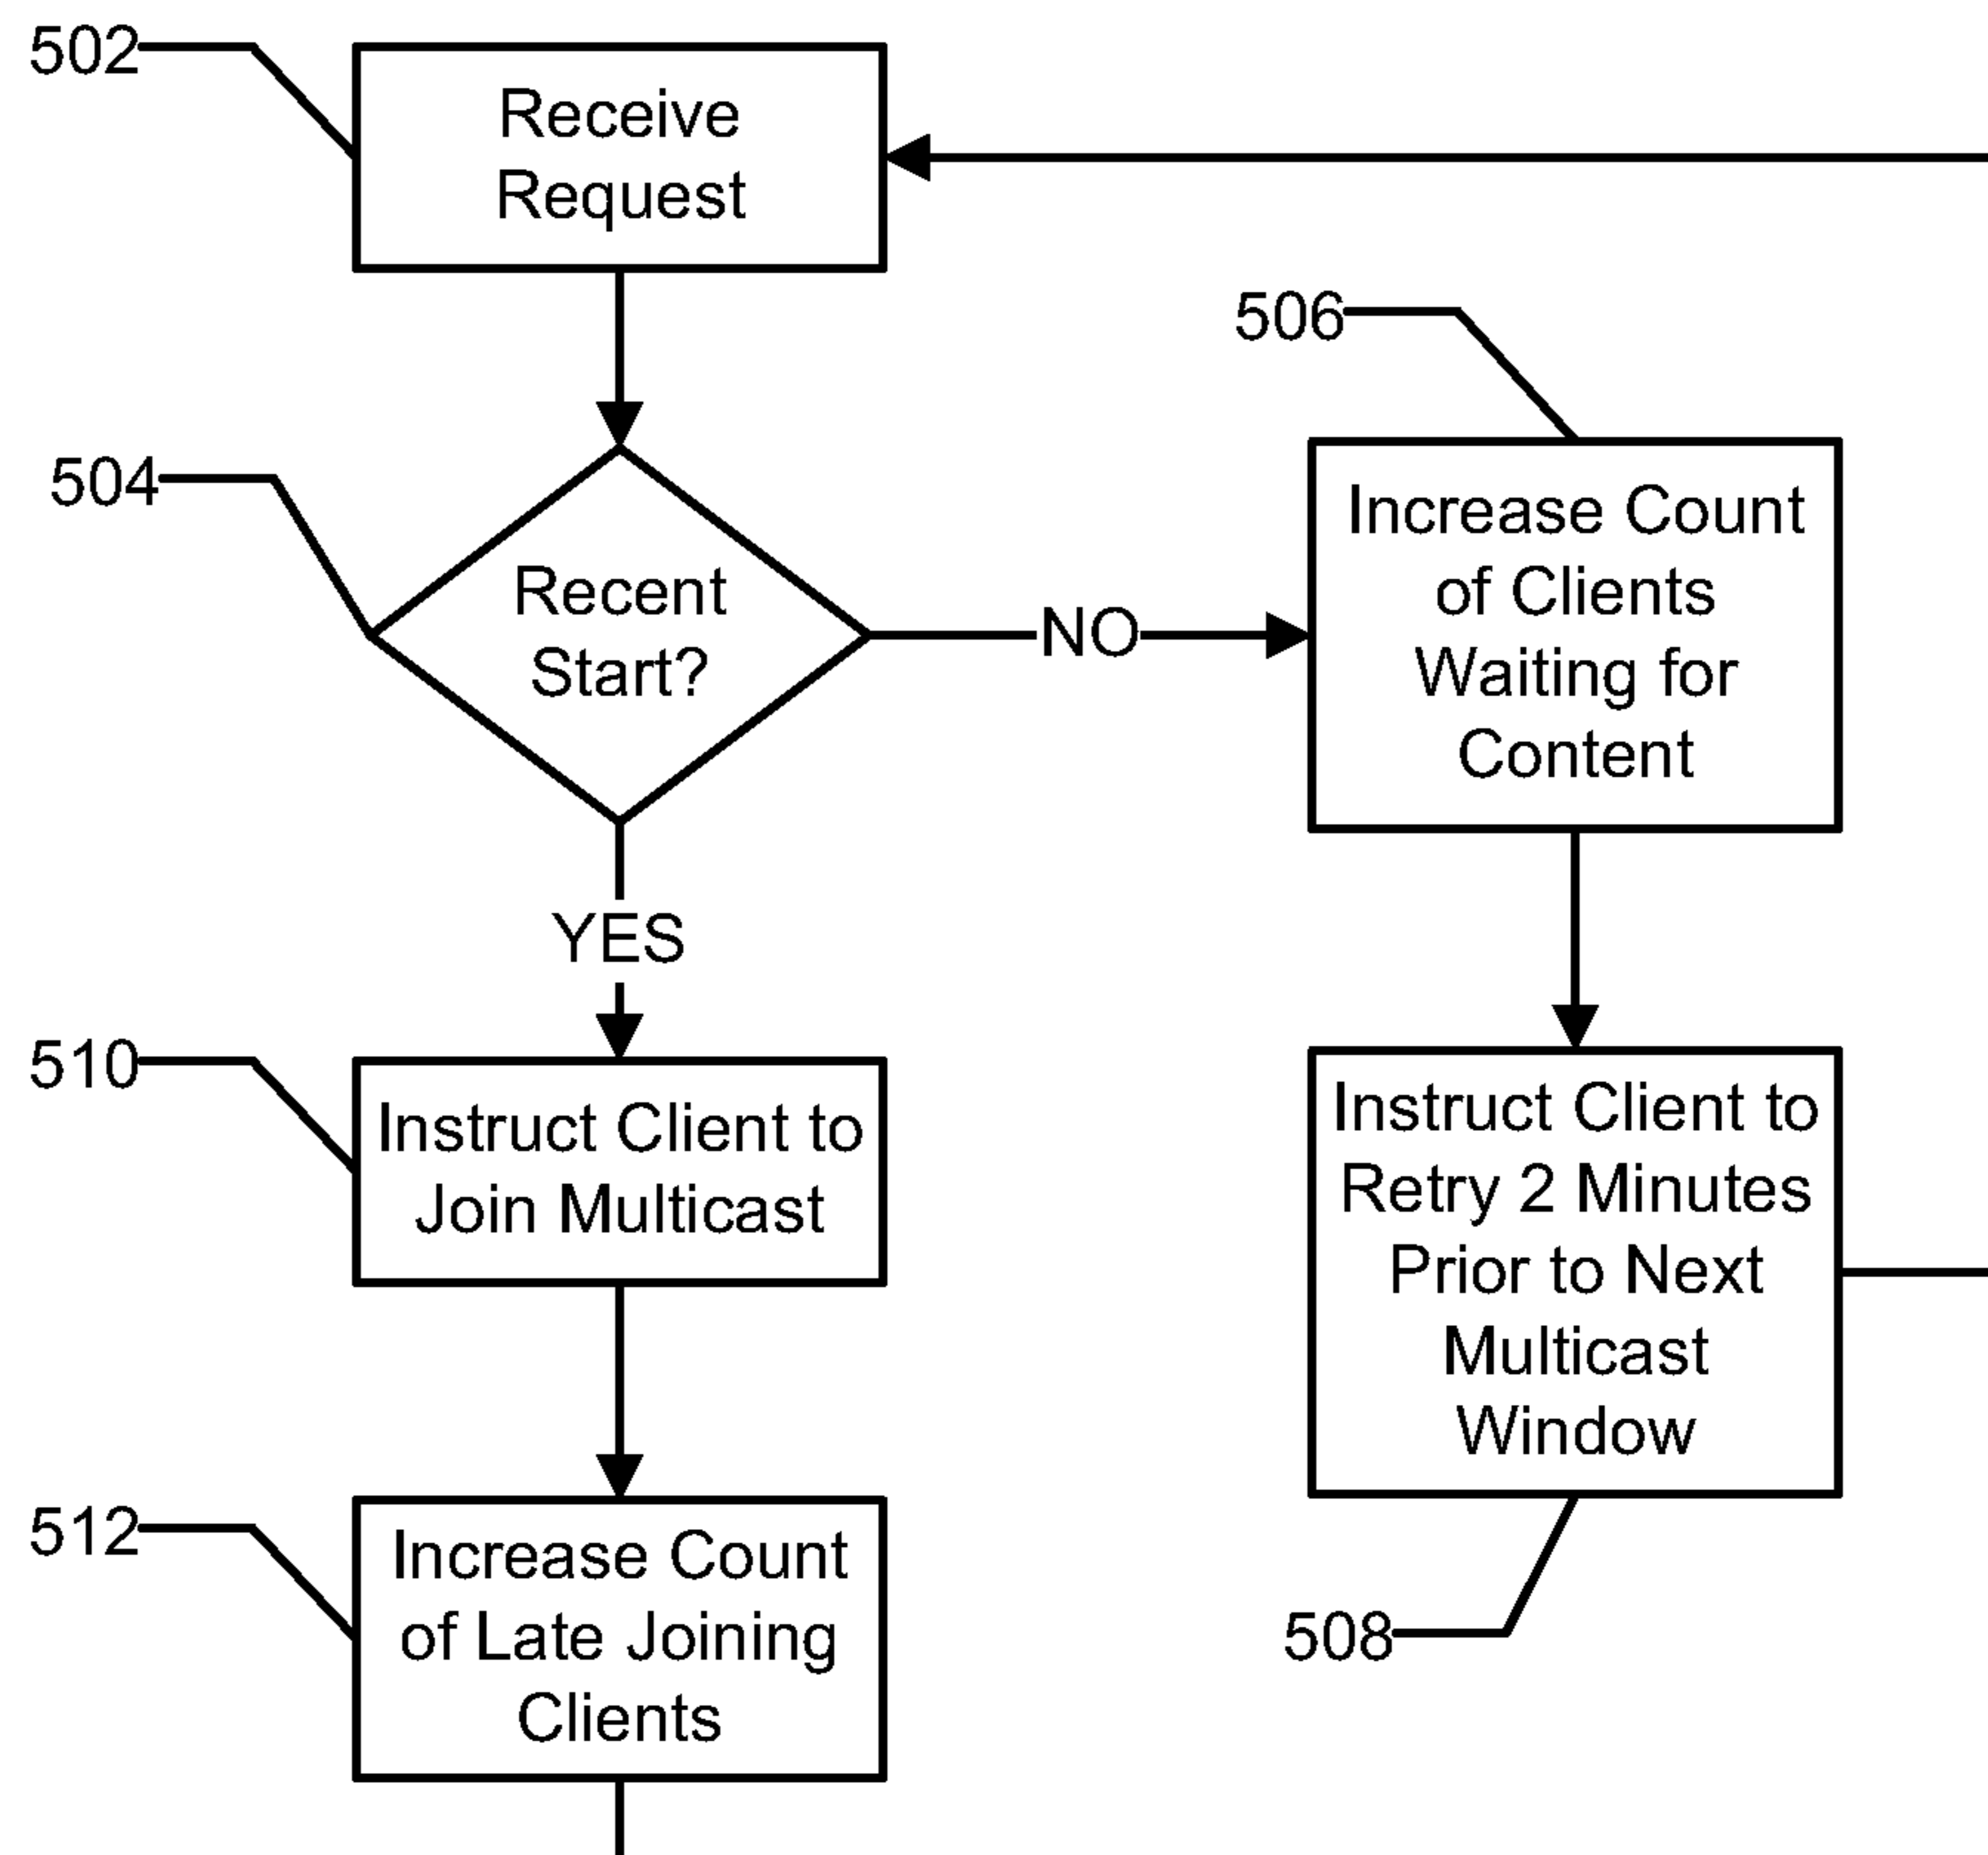 502
Receive
Request
504
Recent
Start?
NO
506
Increase Count
of Clients
Waiting for
Content
YES
510
Instruct Client to
Join Multicast
Instruct Client to
Retry 2 Minutes
Prior to Next
Multicast
Window
508
512
Increase Count
of Late Joining
Clients